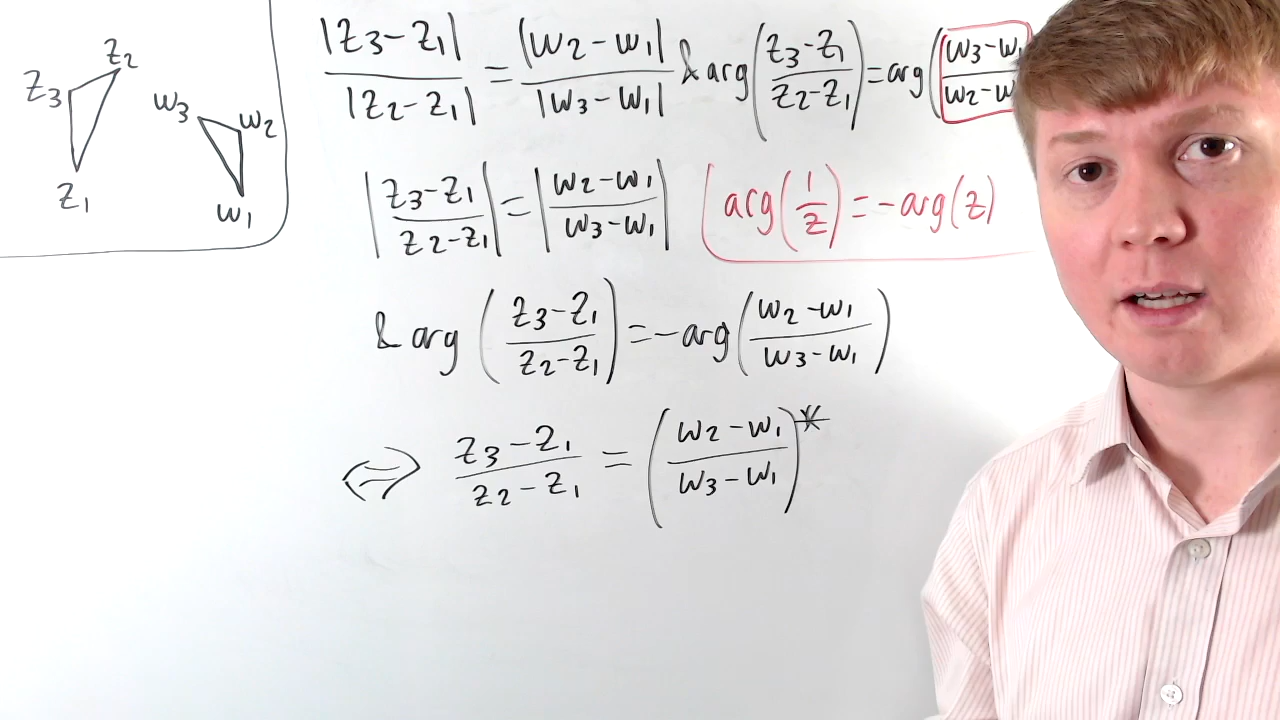 z2
z3
z1
w3
w2
w1
|z3-z1| / |z2-z1| = |w2-w1| / |w3-w1| & arg((z3-z1)/(z2-z1)) = arg((w3-w1)/(w2-w
|(z3-z1)/(z2-z1)| = |(w2-w1)/(w3-w1)|
arg(1/z) = -arg(z)
& arg((z3-z1)/(z2-z1)) = -arg((w2-w1)/(w3-w1))
⇔ (z3-z1)/(z2-z1) = ((w2-w1)/(w3-w1))*